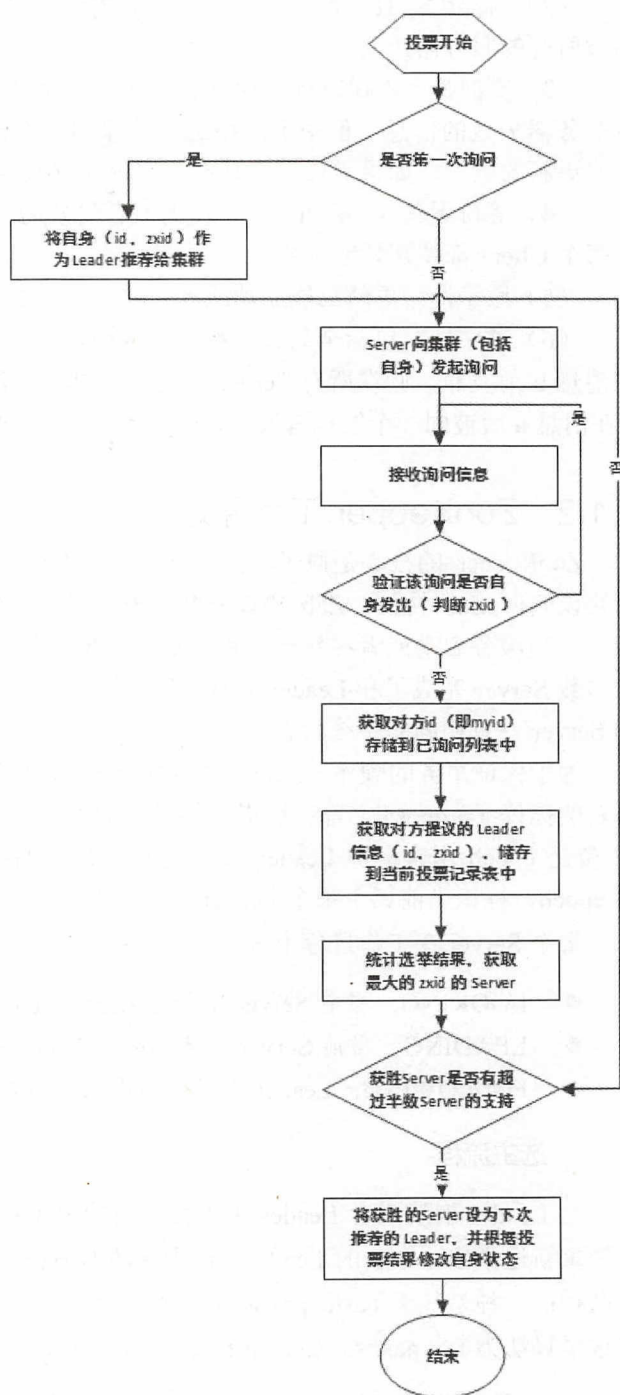 投票开始
是否第一次询问
是
将自身（id、zxid）作
为Leader推荐给集群
否
Server向集群（包括
自身）发起询问
是
否
接收询问信息
验证该询问是否自
身发出（判断zxid）
否
获取对方id（即myid）
存储到已询问列表中
获取对方提议的 Leader
信息（id、zxid），储存
到当前投票记录表中
统计选举结果，获取
最大的 zxid 的 Server
获胜Server是否有超
过半数Server的支持
是
将获胜的Server设为下次
推荐的 Leader，并根据投
票结果修改自身状态
结束